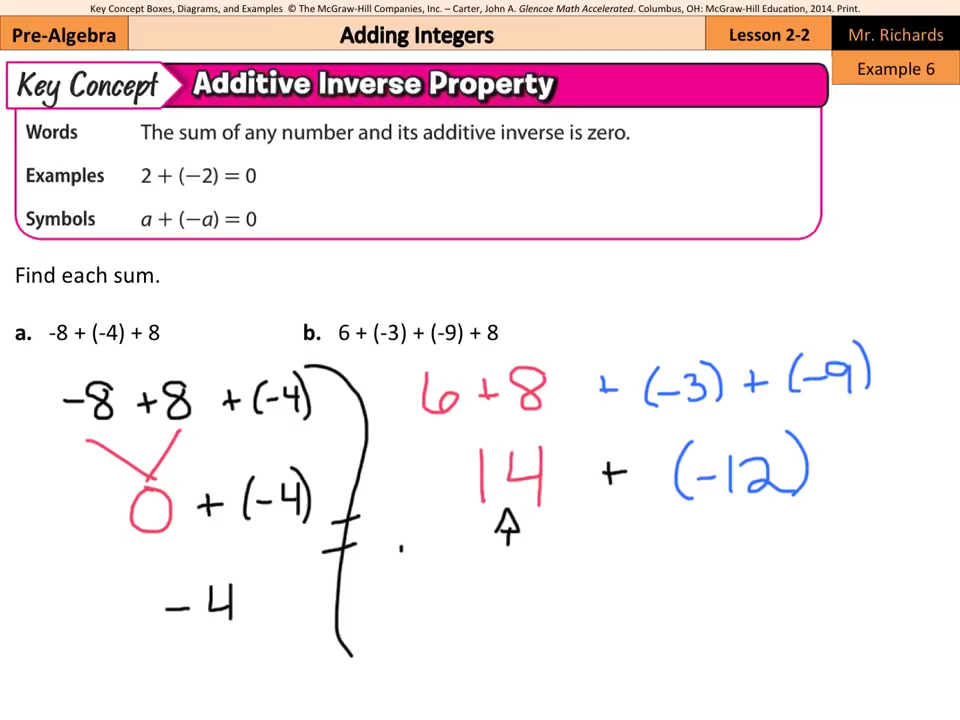 Key Concept Boxes, Diagrams, and Examples © The McGraw-Hill Companies, Inc. – Carter, John A. Glencoe Math Accelerated. Columbus, OH: McGraw-Hill Education, 2014. Print.
Pre-Algebra Adding Integers Lesson 2-2 Mr. Richards
Example 6
Key Concept Additive Inverse Property
Words The sum of any number and its additive inverse is zero.
Examples 2 + (−2) = 0
Symbols a + (−a) = 0
Find each sum.
a. -8 + (-4) + 8 b. 6 + (-3) + (-9) + 8
-8 + 8 + (-4) 6 + 8 + (-3) + (-9)
0 + (-4) 14 + (-12)
-4